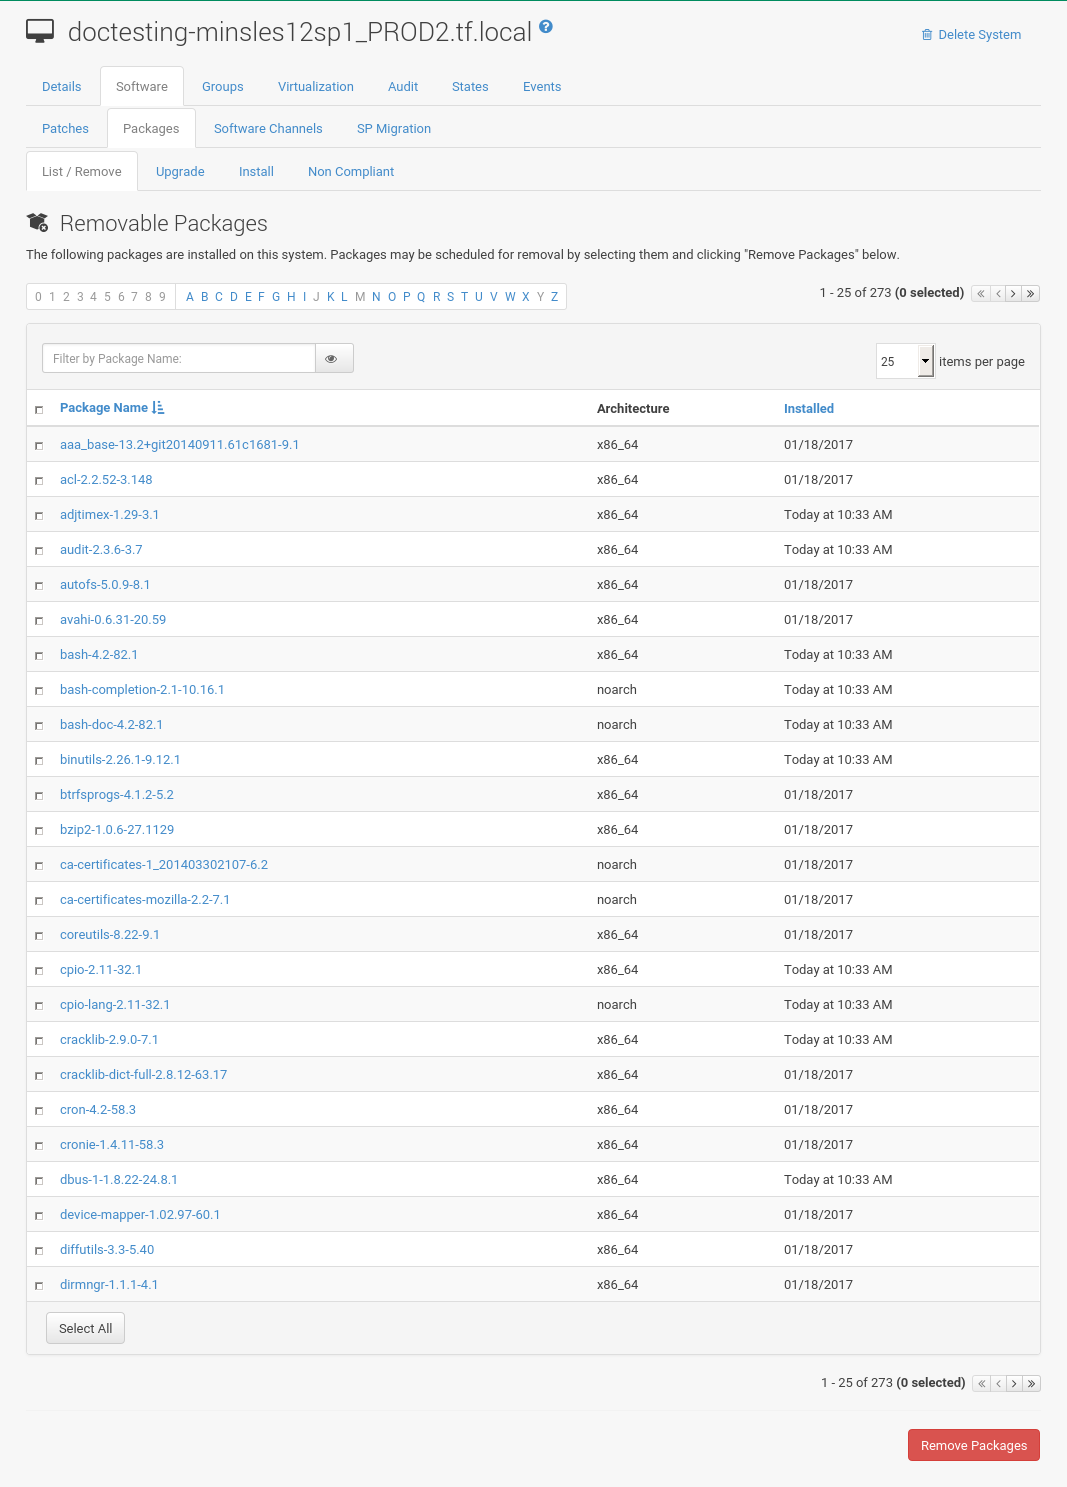 doctesting-minsles12sp1_PROD2.tf.local ?
Delete System
Details Software Groups Virtualization Audit States Events
Patches Packages Software Channels SP Migration
List / Remove Upgrade Install Non Compliant
Removable Packages
The following packages are installed on this system. Packages may be scheduled for removal by selecting them and clicking "Remove Packages" below.
0 1 2 3 4 5 6 7 8 9 A B C D E F G H I J K L M N O P Q R S T U V W X Y Z
1 - 25 of 273 (0 selected)
Filter by Package Name:
25 items per page
Package Name Architecture Installed
aaa_base-13.2+git20140911.61c1681-9.1 x86_64 01/18/2017
acl-2.2.52-3.148 x86_64 01/18/2017
adjtimex-1.29-3.1 x86_64 Today at 10:33 AM
audit-2.3.6-3.7 x86_64 Today at 10:33 AM
autofs-5.0.9-8.1 x86_64 01/18/2017
avahi-0.6.31-20.59 x86_64 01/18/2017
bash-4.2-82.1 x86_64 Today at 10:33 AM
bash-completion-2.1-10.16.1 noarch Today at 10:33 AM
bash-doc-4.2-82.1 noarch Today at 10:33 AM
binutils-2.26.1-9.12.1 x86_64 Today at 10:33 AM
btrfsprogs-4.1.2-5.2 x86_64 01/18/2017
bzip2-1.0.6-27.1129 x86_64 01/18/2017
ca-certificates-1_201403302107-6.2 noarch 01/18/2017
ca-certificates-mozilla-2.2-7.1 noarch 01/18/2017
coreutils-8.22-9.1 x86_64 01/18/2017
cpio-2.11-32.1 x86_64 Today at 10:33 AM
cpio-lang-2.11-32.1 noarch Today at 10:33 AM
cracklib-2.9.0-7.1 x86_64 Today at 10:33 AM
cracklib-dict-full-2.8.12-63.17 x86_64 01/18/2017
cron-4.2-58.3 x86_64 01/18/2017
cronie-1.4.11-58.3 x86_64 01/18/2017
dbus-1-1.8.22-24.8.1 x86_64 Today at 10:33 AM
device-mapper-1.02.97-60.1 x86_64 01/18/2017
diffutils-3.3-5.40 x86_64 01/18/2017
dirmngr-1.1.1-4.1 x86_64 01/18/2017
Select All
1 - 25 of 273 (0 selected)
Remove Packages